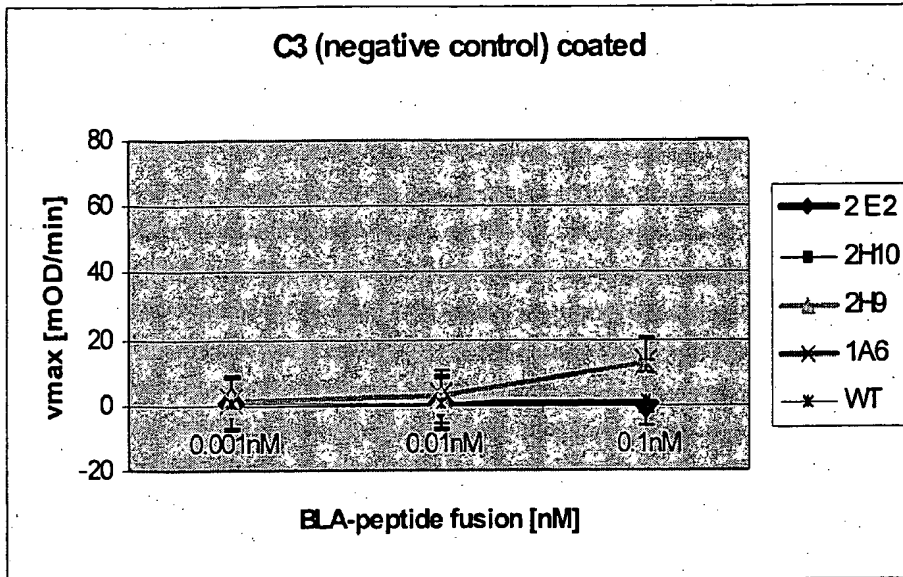 C3 (negative control) coated
80
60
40
20
0
-20
vmax [mOD/min]
0.001nM 0.01nM 0.1nM
BLA-peptide fusion [nM]
2E2
2H10
2H9
1A6
WT